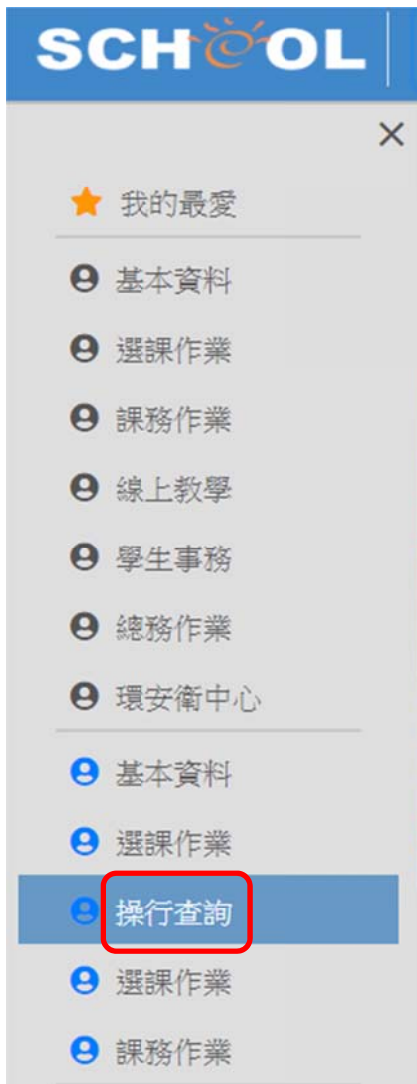 SCHOOL
我的最愛
基本資料
選課作業
課務作業
線上教學
學生事務
總務作業
環安衛中心
基本資料
選課作業
操行查詢
選課作業
課務作業